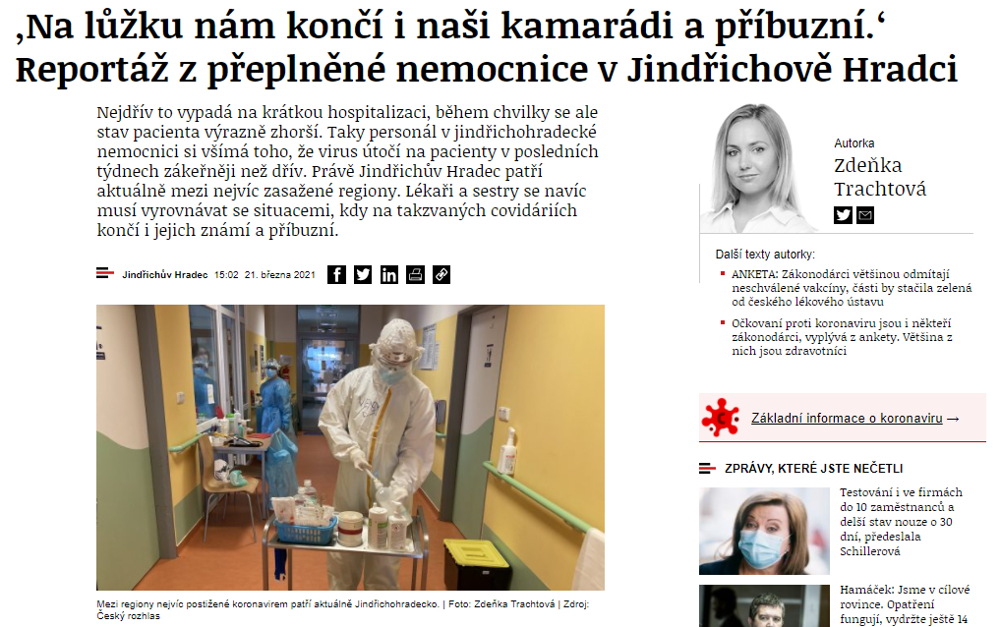 ‚Na lůžku nám končí i naši kamarádi a příbuzní.‘
Reportáž z přeplněné nemocnice v Jindřichově Hradci
Nejdřív to vypadá na krátkou hospitalizaci, během chvilky se ale
stav pacienta výrazně zhorší. Taky personál v jindřichohradecké
nemocnici si všímá toho, že virus útočí na pacienty v posledních
týdnech zákeřněji než dřív. Právě Jindřichův Hradec patří
aktuálně mezi nejvíc zasažené regiony. Lékaři a sestry se navíc
musí vyrovnávat se situacemi, kdy na takzvaných covidáriích
končí i jejich známí a příbuzní.
Jindřichův Hradec 15:02 21. března 2021
Mezi regiony nejvíc postižené koronavirem patří aktuálně Jindřichohradecko. | Foto: Zdeňka Trachtová | Zdroj:
Český rozhlas
Autorka
Zdeňka
Trachtová
Další texty autorky:
ANKETA: Zákonodárci většinou odmítají
neschválené vakcíny, části by stačila zelená
od českého lékového ústavu
Očkovaní proti koronaviru jsou i někteří
zákonodárci, vyplývá z ankety. Většina z
nich jsou zdravotníci
Základní informace o koronaviru →
ZPRÁVY, KTERÉ JSTE NEČETLI
Testování i ve firmách
do 10 zaměstnanců a
delší stav nouze o 30
dní, předeslala
Schillerová
Hamáček: Jsme v cílové
rovince. Opatření
fungují, vydržte ještě 14